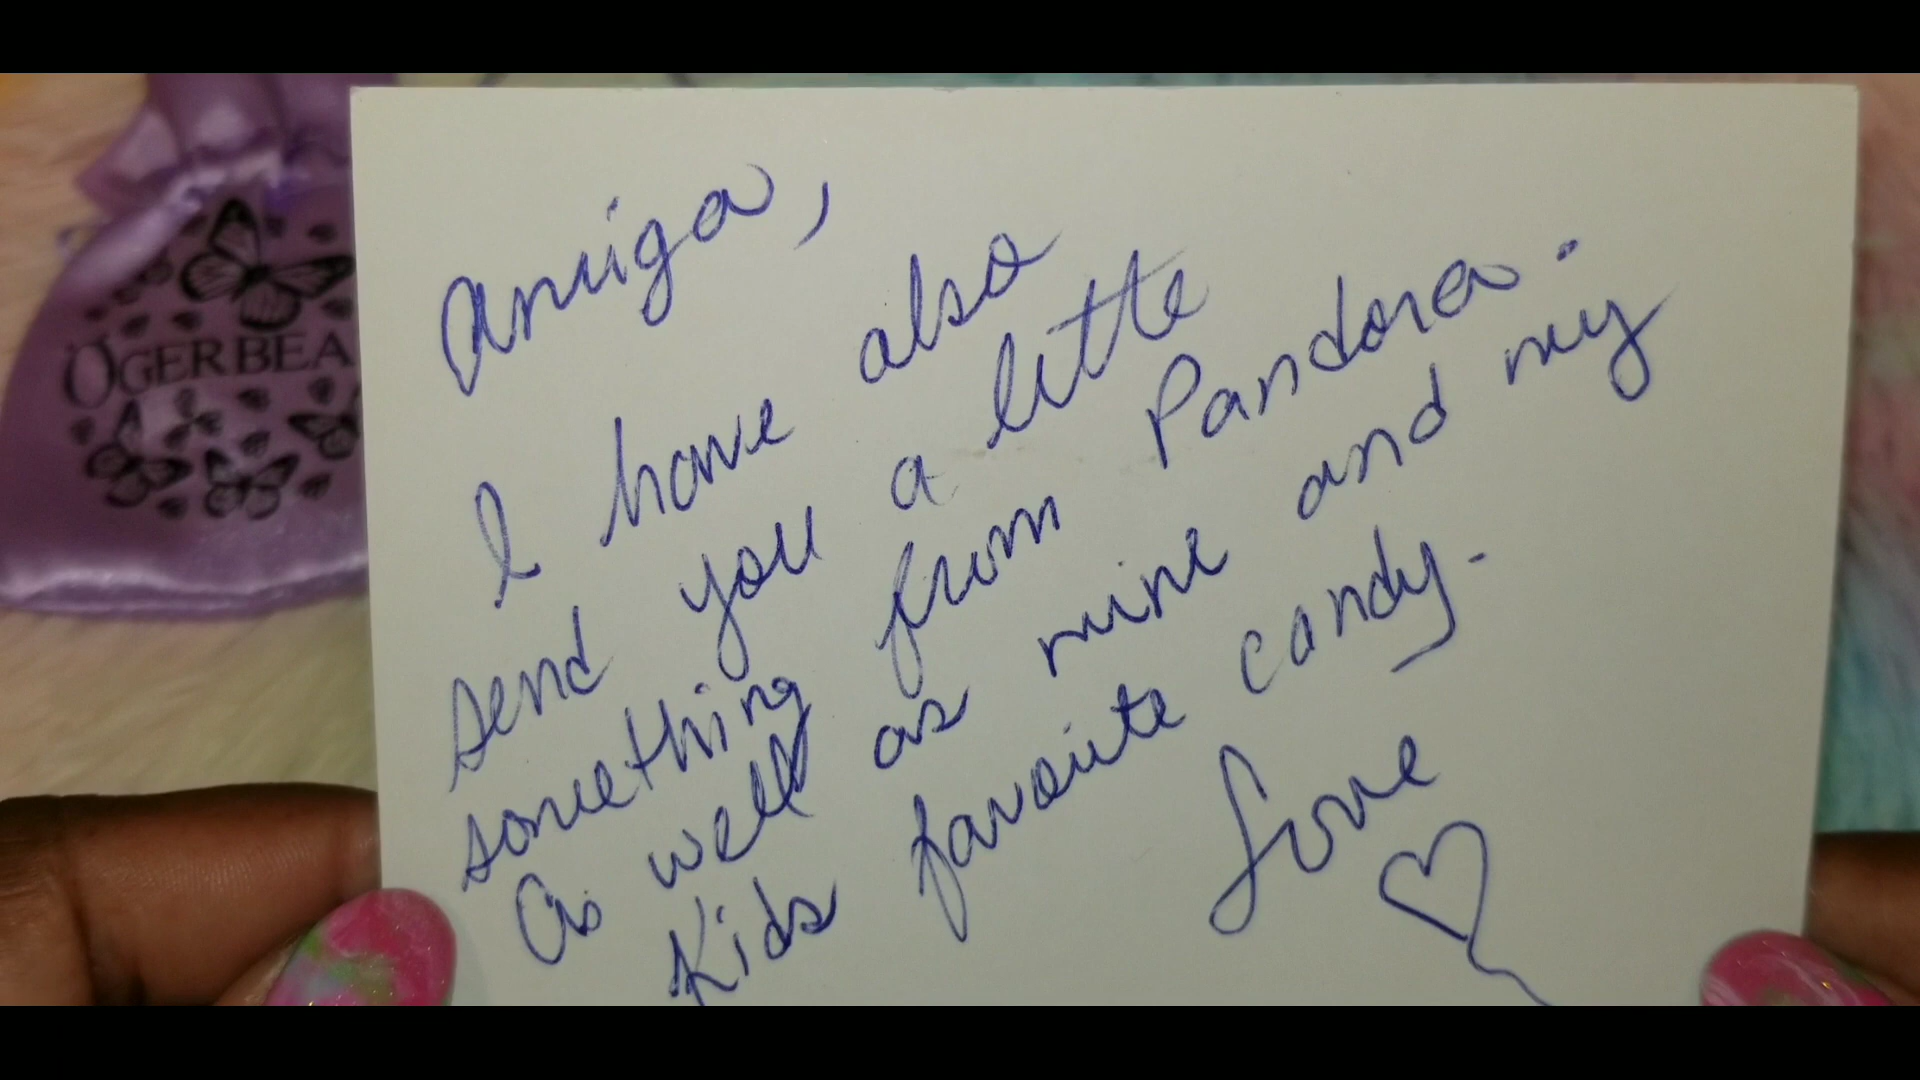 ÖGERBEA
amiga,
I have also
send you a little
something from Pandora.
As well as mine and my
Kids favorite candy.
Love